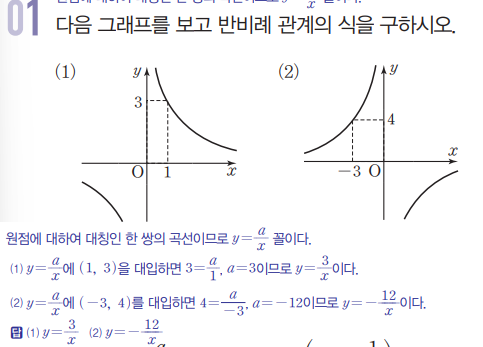 01
다음 그래프를 보고 반비례 관계의 식을 구하시오.
(1)
y
3
O
1
x
(2)
y
4
x
−3
O
원점에 대하여 대칭인 한 쌍의 곡선이므로 y=a/x 꼴이다.
(1) y=a/x에 (1, 3)을 대입하면 3=a/1, a=3이므로 y=3/x이다.
(2) y=a/x에 (−3, 4)를 대입하면 4=a/−3, a=−12이므로 y=−12/x이다.
답 (1) y=3/x (2) y=−12/x